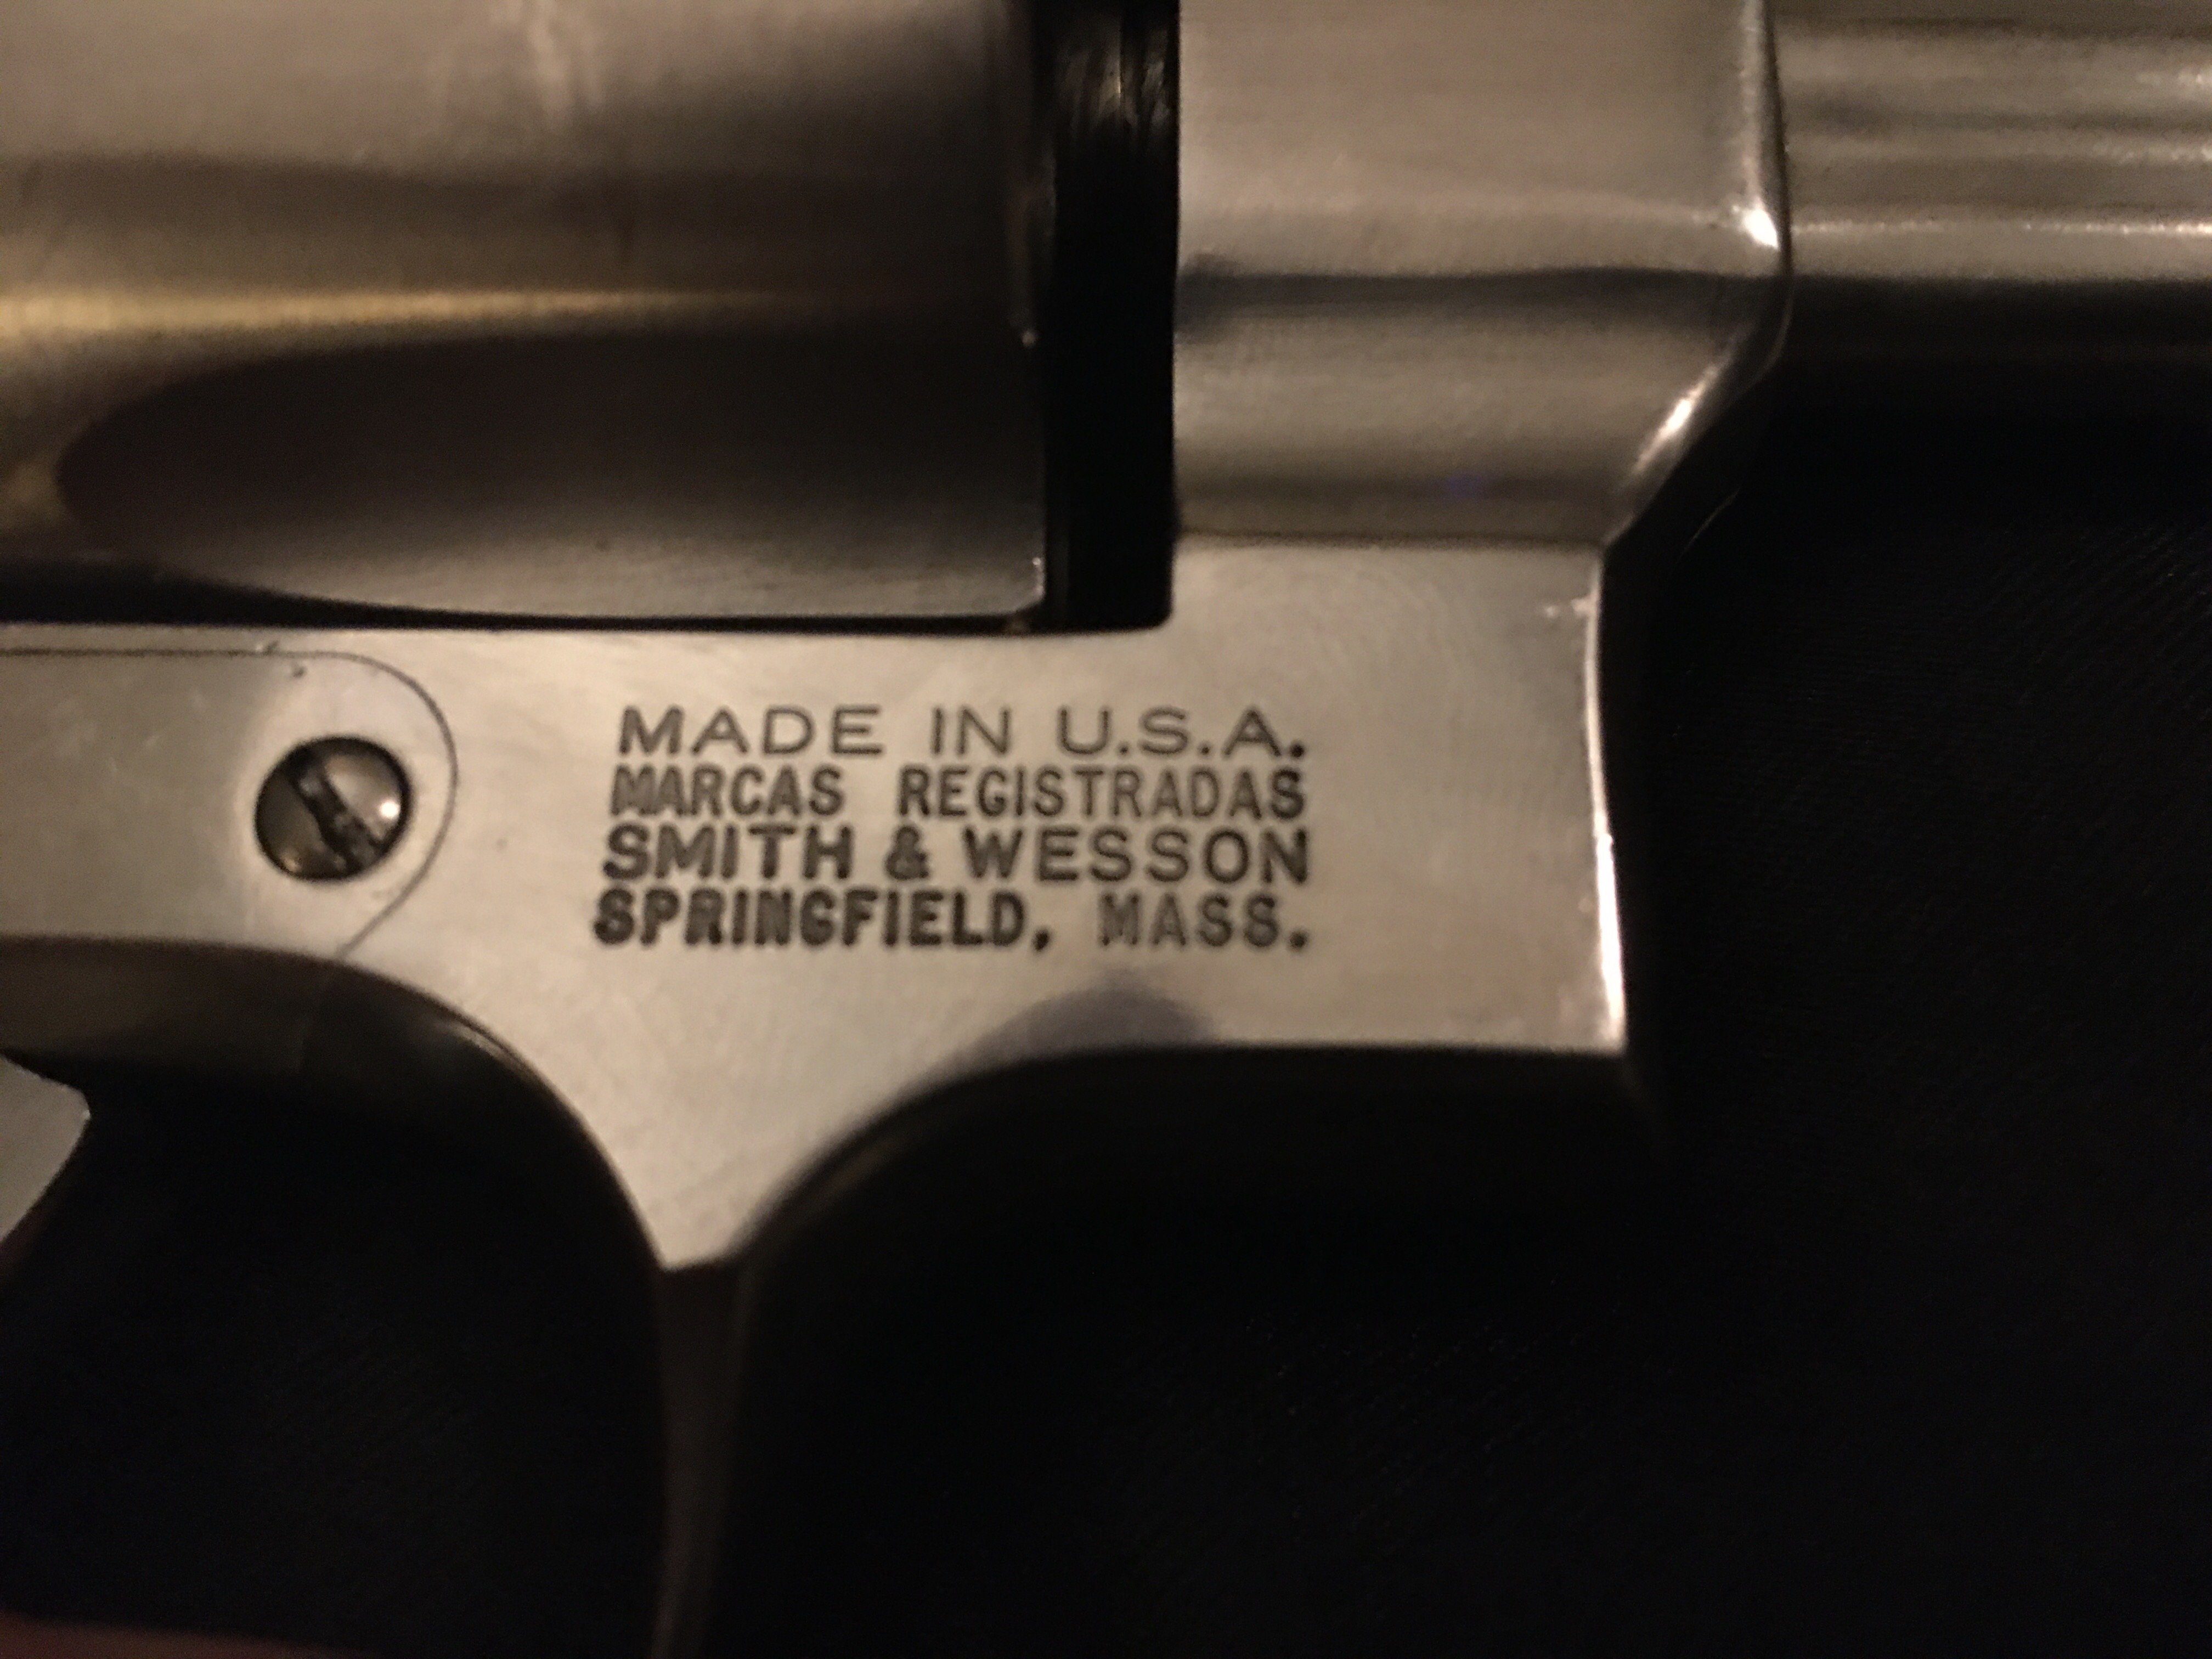 MADE IN U.S.A.
MARCAS REGISTRADAS
SMITH & WESSON
SPRINGFIELD, MASS.